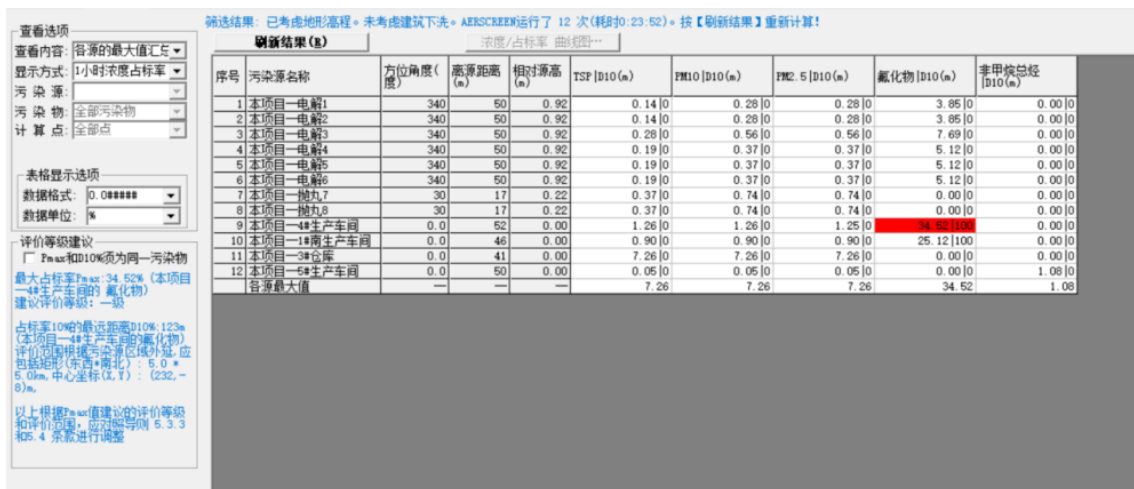 筛选结果: 已考虑地形高程。未考虑建筑下洗。AERSCREEN运行了 12 次(耗时0:23:52)。按【刷新结果】重新计算!
查看选项
查看内容: 各源的最大值汇总
显示方式: 1小时浓度占标率
污 染 源:
污 染 物: 全部污染物
计 算 点: 全部点
表格显示选项
数据格式: 0.0#####
数据单位: %
评价等级建议
Pmax和D10%须为同一污染物
最大占标率Pmax:34.52% (本项目
—4#生产车间的 氟化物)
建议评价等级: 一级
占标率10%的最远距离D10%:123m
(本项目—4#生产车间的氟化物)
评价范围根据污染源区域外延,应
包括矩形(东西*南北): 5.0 *
5.0km,中心坐标(X,Y): (232,-
8)m,
以上根据Pmax值建议的评价等级
和评价范围, 应对照导则 5.3.3
和5.4 条款进行调整
刷新结果(R) 浓度/占标率 曲线图…
序号 污染源名称 方位角度(度) 离源距离(m) 相对源高(m) TSP|D10(m) PM10|D10(m) PM2.5|D10(m) 氟化物|D10(m) 非甲烷总烃|D10(m)
1 本项目—电解1 340 50 0.92 0.14|0 0.28|0 0.28|0 3.85|0 0.00|0
2 本项目—电解2 340 50 0.92 0.14|0 0.28|0 0.28|0 3.85|0 0.00|0
3 本项目—电解3 340 50 0.92 0.28|0 0.56|0 0.56|0 7.69|0 0.00|0
4 本项目—电解4 340 50 0.92 0.19|0 0.37|0 0.37|0 5.12|0 0.00|0
5 本项目—电解5 340 50 0.92 0.19|0 0.37|0 0.37|0 5.12|0 0.00|0
6 本项目—电解6 340 50 0.92 0.19|0 0.37|0 0.37|0 5.12|0 0.00|0
7 本项目—抛丸7 30 17 0.22 0.37|0 0.74|0 0.74|0 0.00|0 0.00|0
8 本项目—抛丸8 30 17 0.22 0.37|0 0.74|0 0.74|0 0.00|0 0.00|0
9 本项目—4#生产车间 0.0 52 0.00 1.26|0 1.26|0 1.25|0 34.52|100 0.00|0
10 本项目—1#南生产车间 0.0 46 0.00 0.90|0 0.90|0 0.90|0 25.12|100 0.00|0
11 本项目—3#仓库 0.0 41 0.00 7.26|0 7.26|0 7.26|0 0.00|0 0.00|0
12 本项目—5#生产车间 0.0 50 0.00 0.05|0 0.05|0 0.05|0 0.00|0 1.08|0
各源最大值 — — — 7.26 7.26 7.26 34.52 1.08